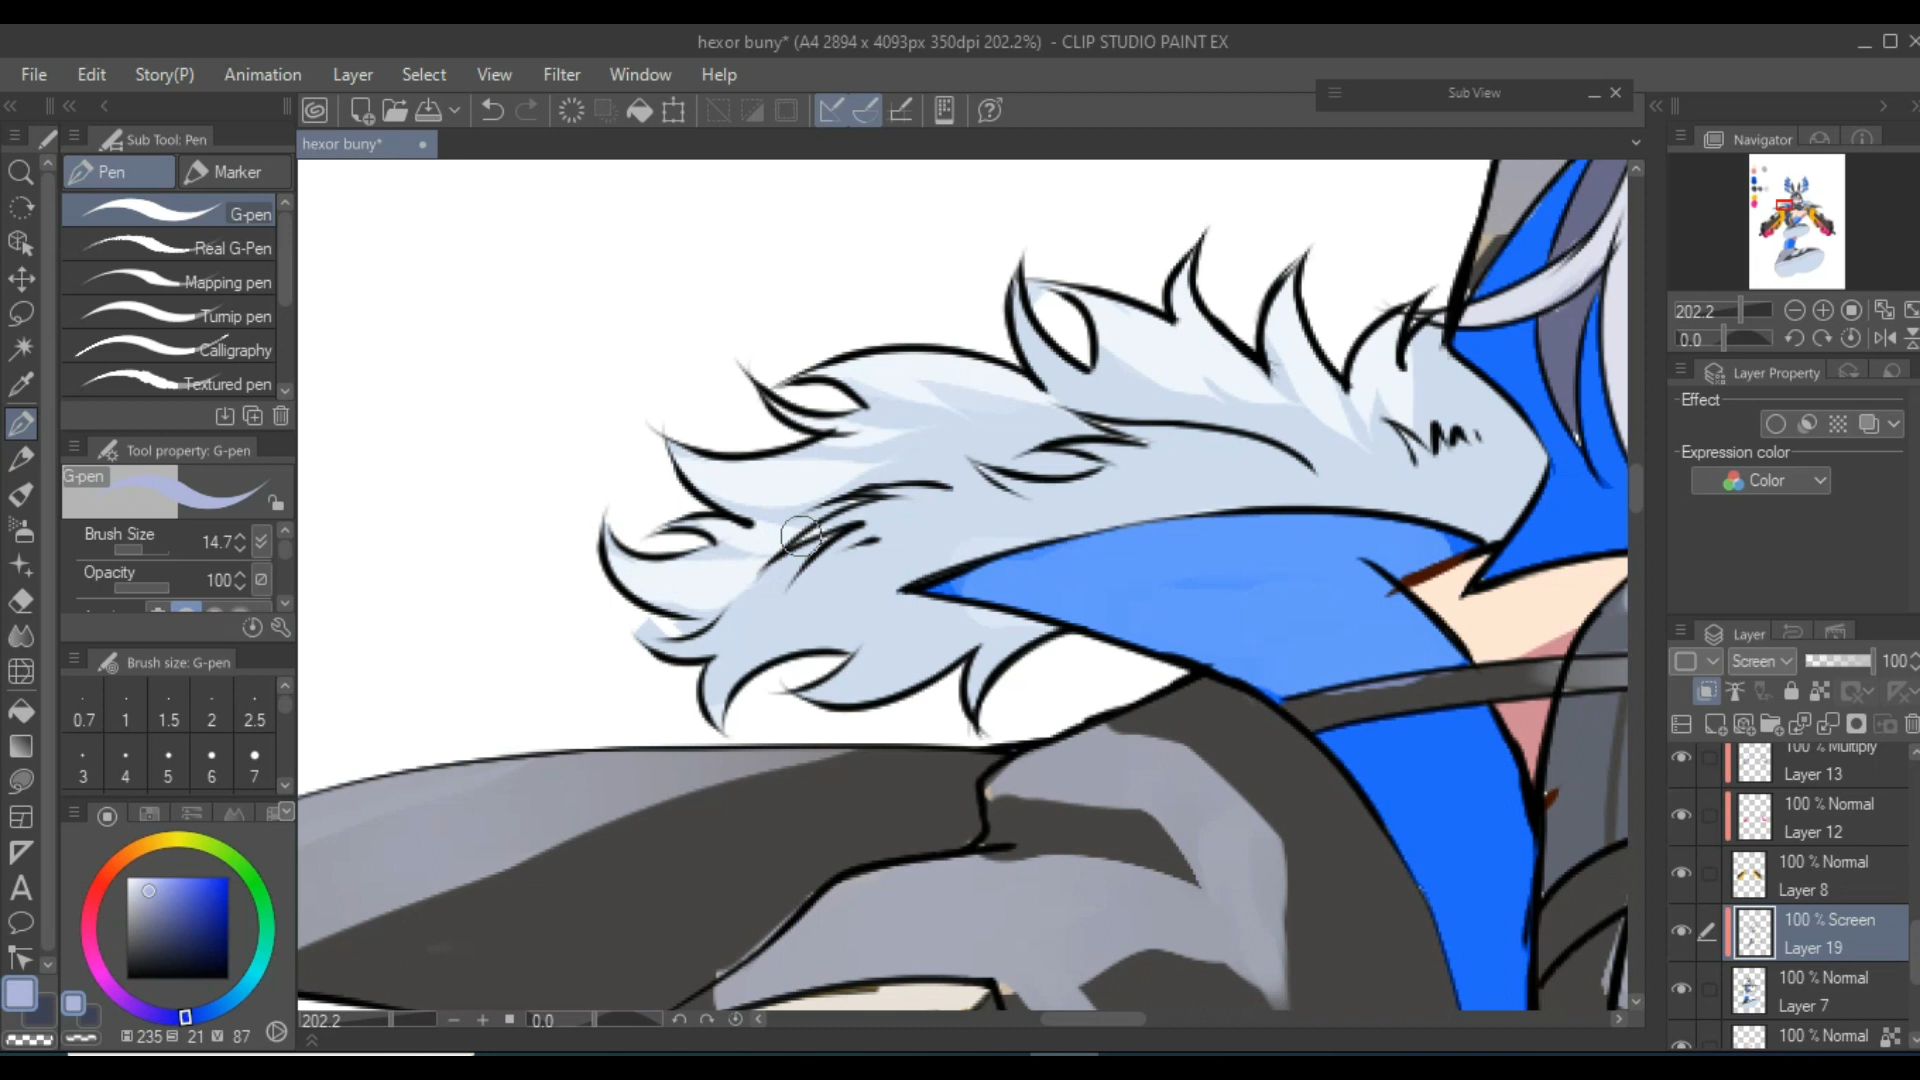 hexor buny* (A4 2894 x 4093px 350dpi 202.2%) - CLIP STUDIO PAINT EX
File Edit Story(P) Animation Layer Select View Filter Window Help
Sub View
Sub Tool: Pen
hexor buny*
Navigator
Pen Marker
G-pen
Real G-Pen
Mapping pen
Turnip pen
Calligraphy
Textured pen
202.2
0.0
Layer Property
Effect
Expression color
Color
Tool property: G-pen
G-pen
Brush Size 14.7
Opacity 100
Brush size: G-pen
0.7 1 1.5 2 2.5
3 4 5 6 7
Layer
Screen 100
100 % Multiply
Layer 13
100 % Normal
Layer 12
100 % Normal
Layer 8
100 % Screen
Layer 19
100 % Normal
Layer 7
100 % Normal
202.2 0.0
H 235 S 21 V 87